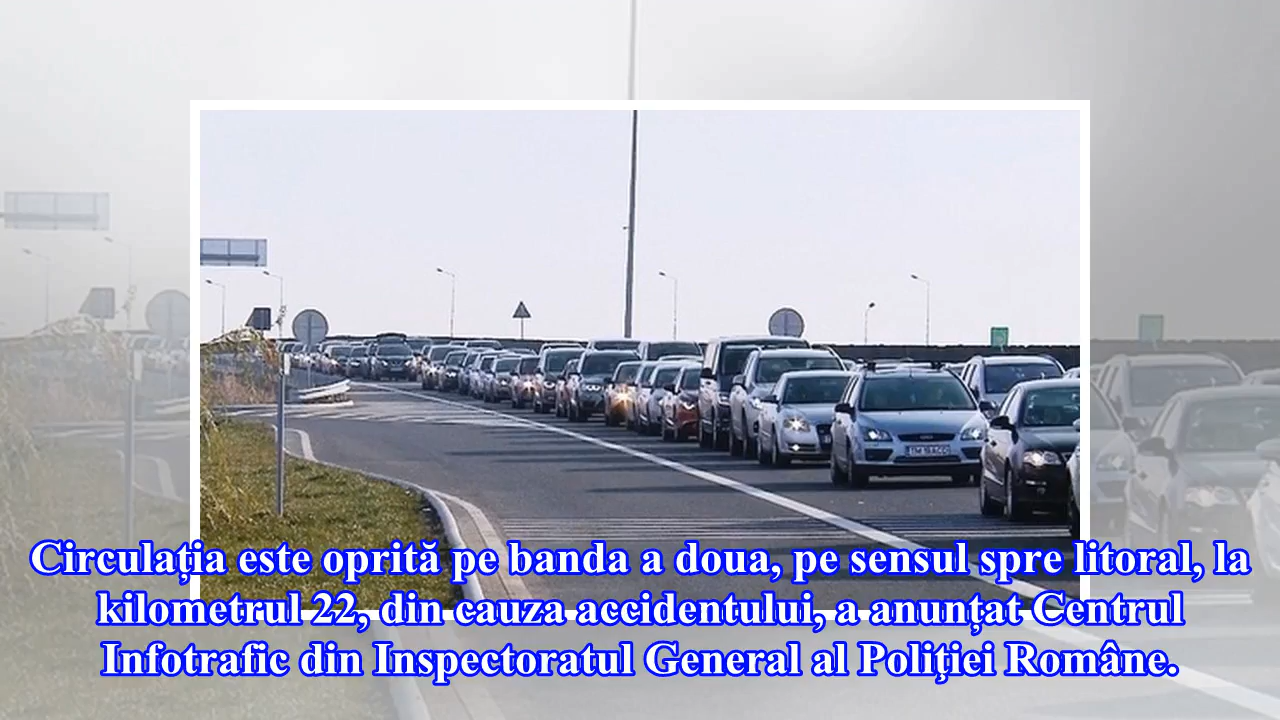 Circulația este oprită pe banda a doua, pe sensul spre litoral, la
kilometrul 22, din cauza accidentului, a anunțat Centrul
Infotrafic din Inspectoratul General al Poliţiei Române.